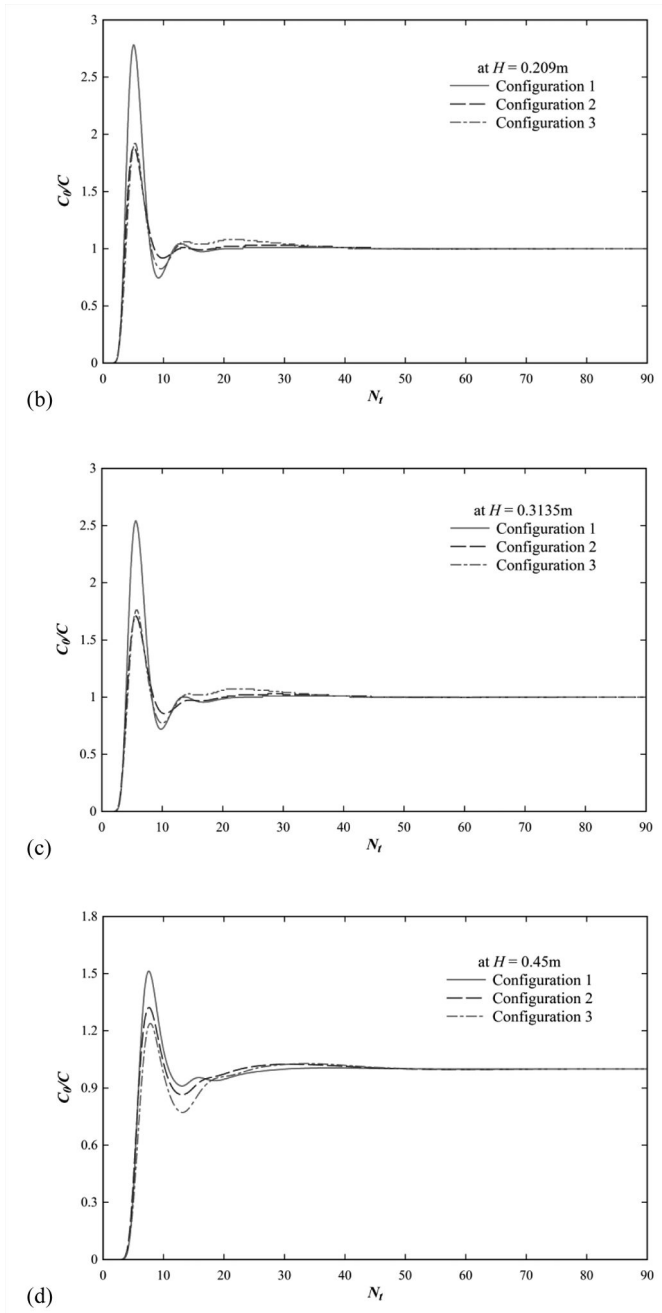 3
at H = 0.209m
Configuration 1
Configuration 2
Configuration 3
2.5
2
C₀/C
1.5
1
0.5
0
0 10 20 30 40 50 60 70 80 90
Nₜ
(b)
3
at H = 0.3135m
Configuration 1
Configuration 2
Configuration 3
2.5
2
C₀/C
1.5
1
0.5
0
0 10 20 30 40 50 60 70 80 90
Nₜ
(c)
1.8
at H = 0.45m
Configuration 1
Configuration 2
Configuration 3
1.5
1.2
C₀/C
0.9
0.6
0.3
0
0 10 20 30 40 50 60 70 80 90
Nₜ
(d)